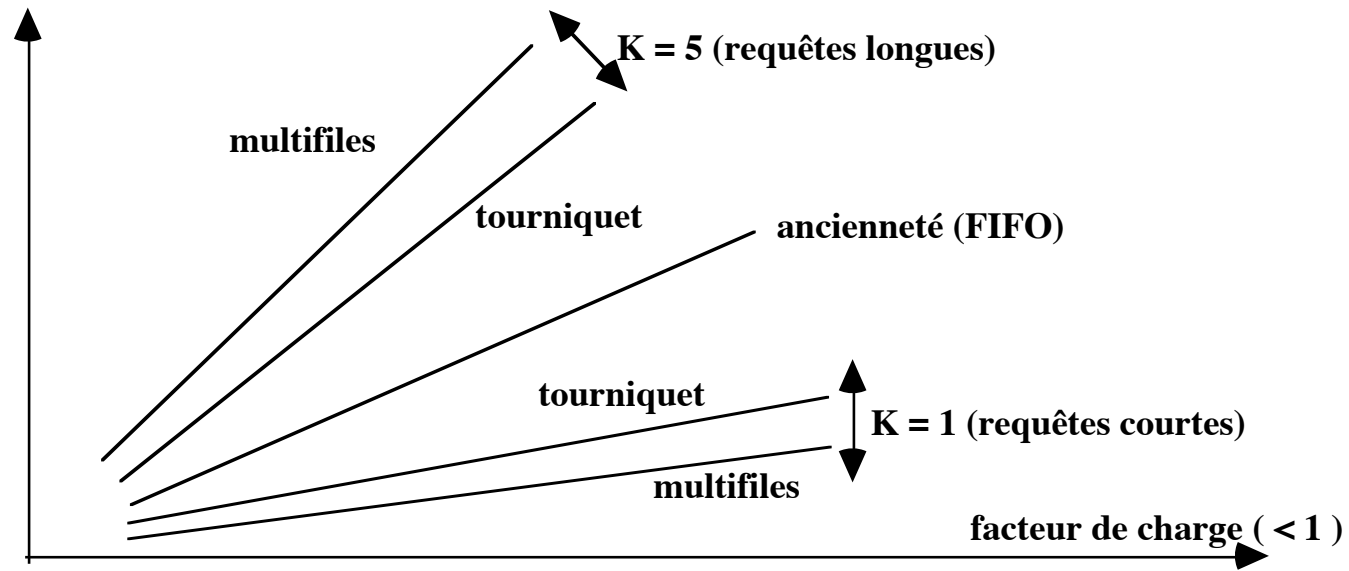 K = 5 (requêtes longues)
multifiles
tourniquet
ancienneté (FIFO)
tourniquet
K = 1 (requêtes courtes)
multifiles
facteur de charge ( < 1 )